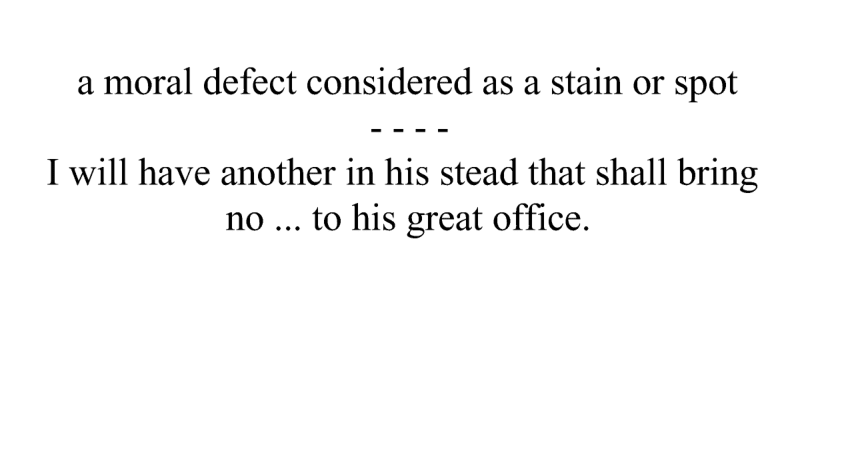 a moral defect considered as a stain or spot
- - - -
I will have another in his stead that shall bring
no ... to his great office.